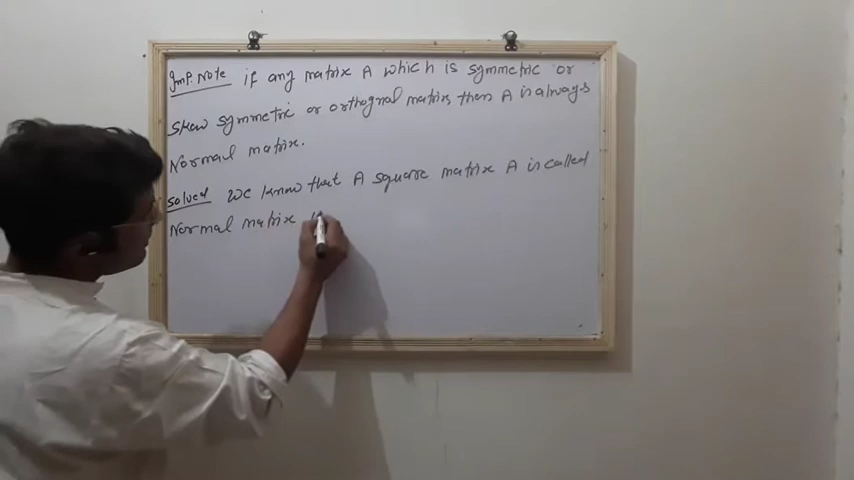 Imp. Note if any matrix A which is symmetric or
skew symmetric or orthogonal matrix then A is always
Normal matrix.
solved we know that A square matrix A is called
Normal matrix